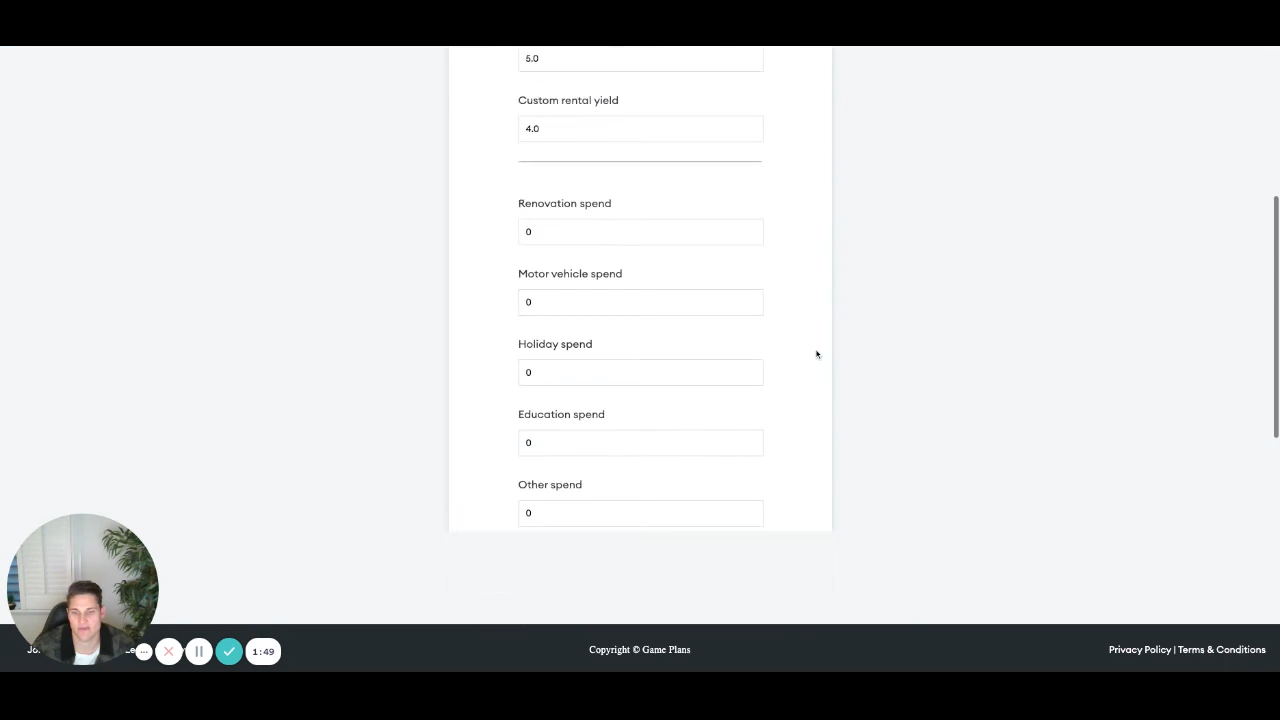 5.0
Custom rental yield
4.0
Renovation spend
0
Motor vehicle spend
0
Holiday spend
0
Education spend
0
Other spend
0
1:49
Copyright © Game Plans
Privacy Policy | Terms & Conditions